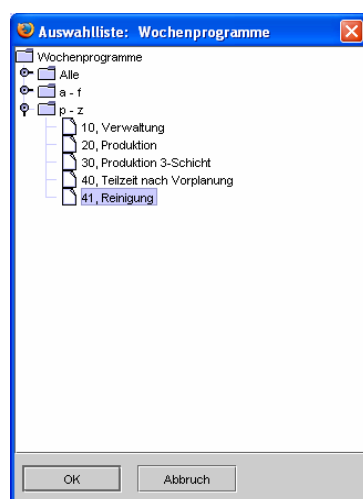 Auswahlliste: Wochenprogramme
Wochenprogramme
Alle
a - f
p - z
10, Verwaltung
20, Produktion
30, Produktion 3-Schicht
40, Teilzeit nach Vorplanung
41, Reinigung
OK Abbruch